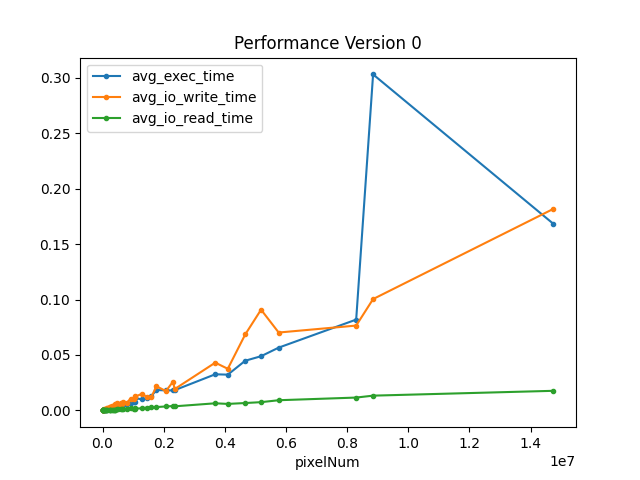 Performance Version 0
avg_exec_time
avg_io_write_time
avg_io_read_time
0.30
0.25
0.20
0.15
0.10
0.05
0.00
0.0 0.2 0.4 0.6 0.8 1.0 1.2 1.4
1e7
pixelNum